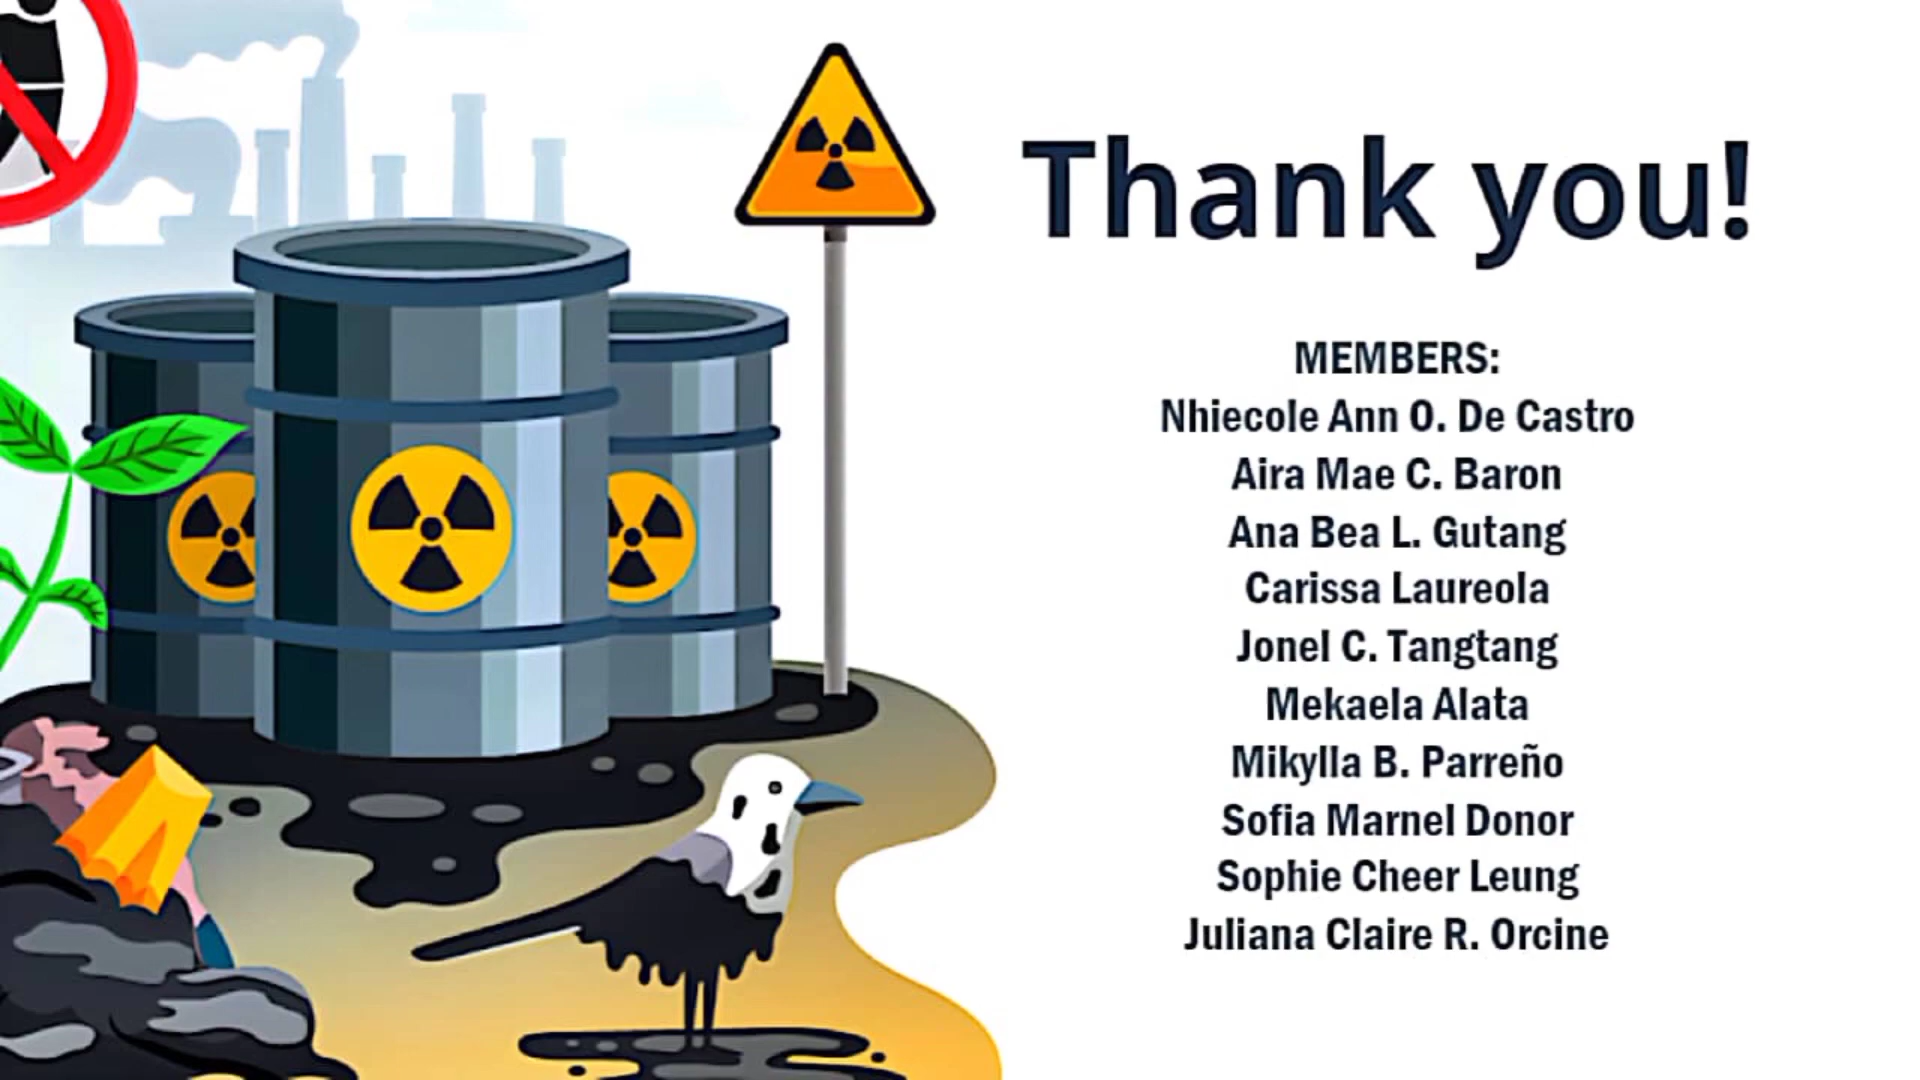 Thank you!
MEMBERS:
Nhiecole Ann O. De Castro
Aira Mae C. Baron
Ana Bea L. Gutang
Carissa Laureola
Jonel C. Tangtang
Mekaela Alata
Mikylla B. Parreño
Sofia Marnel Donor
Sophie Cheer Leung
Juliana Claire R. Orcine